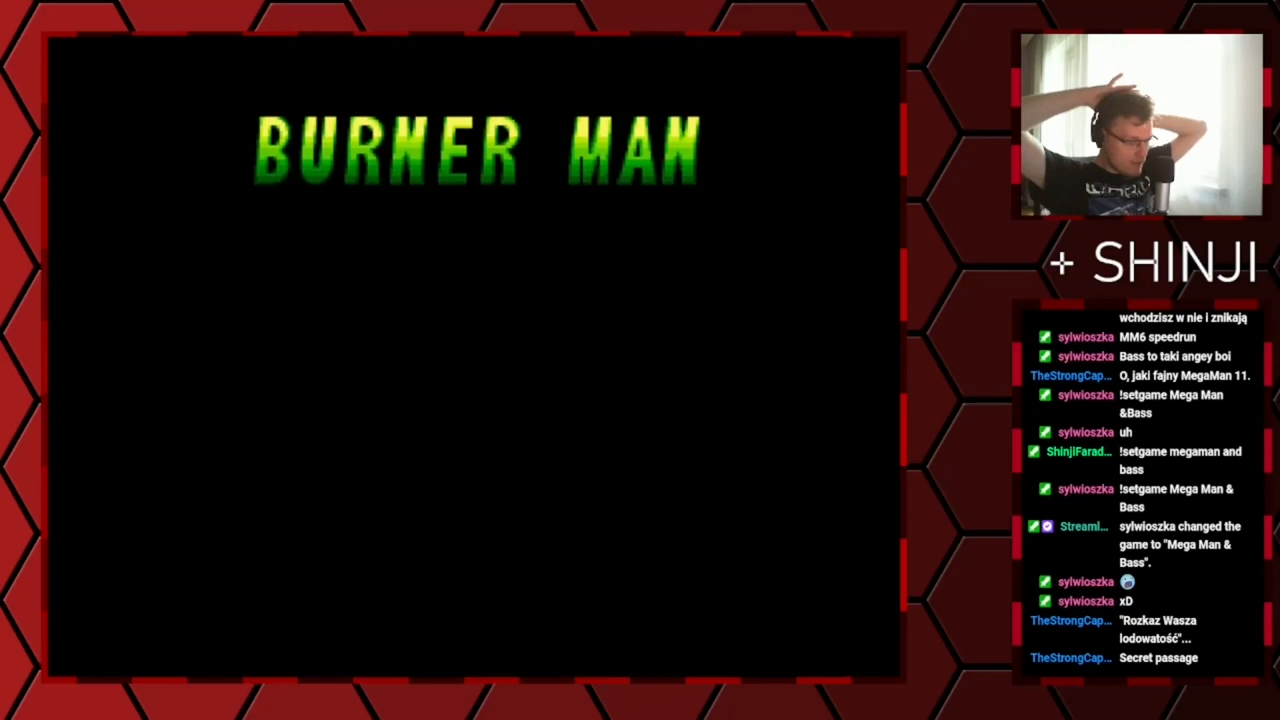 BURNER MAN
+ SHINJI
wchodzisz w nie i znikają
sylwioszka MM6 speedrun
sylwioszka Bass to taki angey boi
TheStrongCap... O, jaki fajny MegaMan 11.
sylwioszka !setgame Mega Man
&Bass
sylwioszka uh
ShinjiFarad... !setgame megaman and
bass
sylwioszka !setgame Mega Man &
Bass
Streaml... sylwioszka changed the
game to "Mega Man &
Bass".
sylwioszka
sylwioszka xD
TheStrongCap... "Rozkaz Wasza
lodowatość"...
TheStrongCap... Secret passage